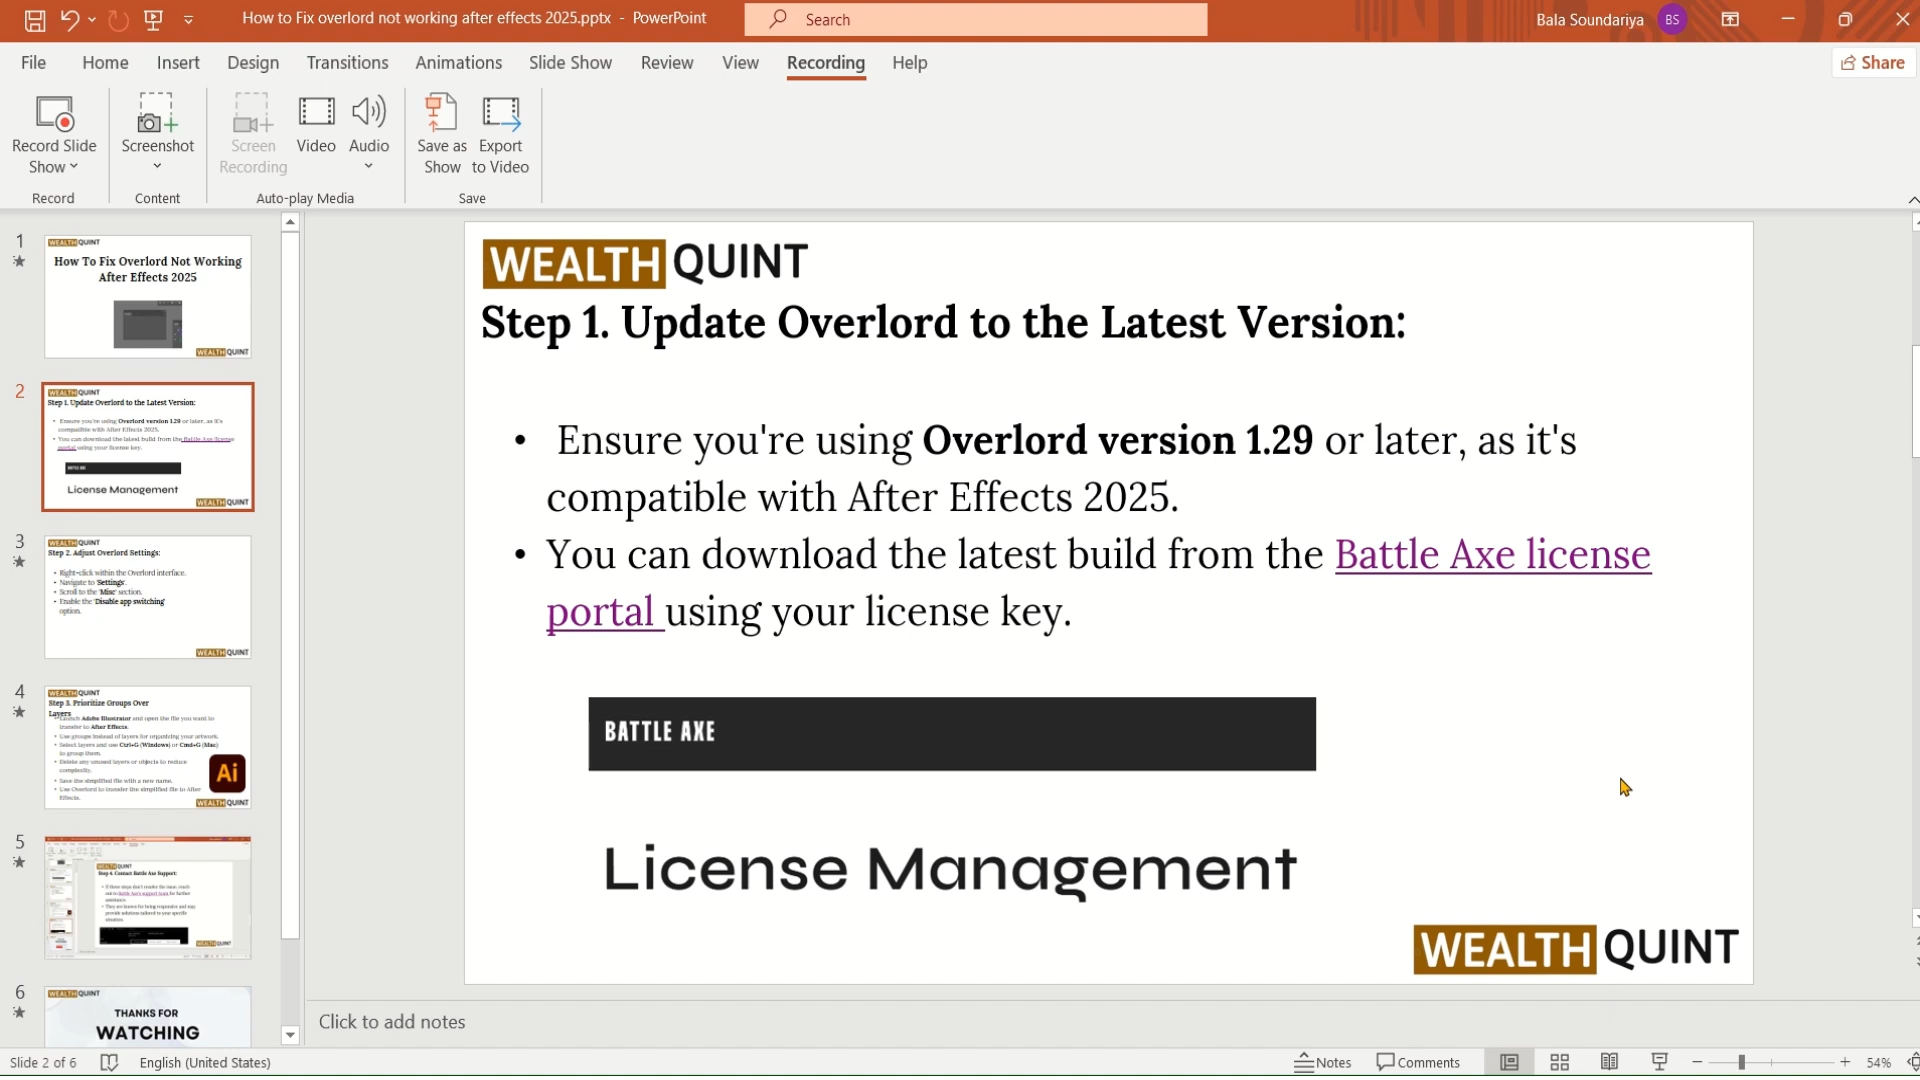 How to Fix overlord not working after effects 2025.pptx - PowerPoint
Search
Bala Soundariya
BS
File Home Insert Design Transitions Animations Slide Show Review View Recording Help
Share
Record Slide Show
Screenshot
Screen Recording
Video
Audio
Save as Show
Export to Video
Record
Content
Auto-play Media
Save
1
WEALTH QUINT
How To Fix Overlord Not Working
After Effects 2025
WEALTH QUINT
2
WEALTH QUINT
Step 1. Update Overlord to the Latest Version:
• Ensure you're using Overlord version 1.29 or later, as it's
compatible with After Effects 2025.
• You can download the latest build from the Battle Axe license
portal using your license key.
BATTLE AXE
License Management
WEALTH QUINT
3
WEALTH QUINT
Step 2. Adjust Overlord Settings:
• Right-click within the Overlord interface.
• Navigate to 'Settings'.
• Scroll to the 'Misc' section.
• Enable the 'Disable app switching'
option.
WEALTH QUINT
4
WEALTH QUINT
Step 3. Prioritize Groups Over
Layers
• Launch Adobe Illustrator and open the file you want to
transfer to After Effects.
• Use groups instead of layers for organizing your artwork.
• Select layers and use Ctrl+G (Windows) or Cmd+G (Mac)
to group them.
• Delete any unused layers or objects to reduce
complexity.
• Save the simplified file with a new name.
• Use Overlord to transfer the simplified file to After
Effects.
Ai
WEALTH QUINT
5
WEALTH QUINT
Step 4. Contact Battle Axe Support:
• If these steps don't resolve the issue, reach
out to Battle Axe's support team for further
assistance.
• They are known for being responsive and may
provide solutions tailored to your specific
situation.
WEALTH QUINT
6
WEALTH QUINT
THANKS FOR
WATCHING
WEALTH QUINT
Step 1. Update Overlord to the Latest Version:
• Ensure you're using Overlord version 1.29 or later, as it's
compatible with After Effects 2025.
• You can download the latest build from the Battle Axe license
portal using your license key.
BATTLE AXE
License Management
WEALTH QUINT
Click to add notes
Slide 2 of 6
English (United States)
Notes
Comments
54%